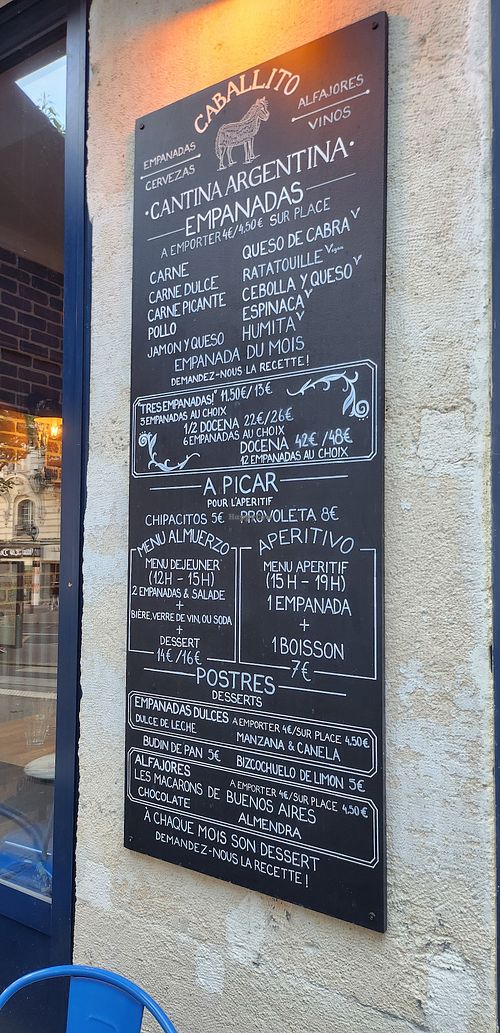 CABALLITO
EMPANADAS
CERVEZAS
ALFAJORES
VINOS
·CANTINA ARGENTINA·
EMPANADAS
A EMPORTER 4€/4,50€ SUR PLACE
CARNE
CARNE DULCE
CARNE PICANTE
POLLO
JAMON Y QUESO
QUESO DE CABRA V
RATATOUILLE Vegan
CEBOLLA Y QUESO V
ESPINACA V
HUMITA V
EMPANADA DU MOIS
DEMANDEZ-NOUS LA RECETTE!
"TRES EMPANADAS!" 11.50€/13€
3 EMPANADAS AU CHOIX
1/2 DOCENA 22€/26€
6 EMPANADAS AU CHOIX
DOCENA 42€/48€
12 EMPANADAS AU CHOIX
A PICAR
POUR L'APERITIF
CHIPACITOS 5€ PROVOLETA 8€
MENU ALMUERZO
MENU DEJEUNER
(12H - 15H)
2 EMPANADAS & SALADE
+
BIÈRE, VERRE DE VIN, OU SODA
+
DESSERT
14€/16€
APERITIVO
MENU APERITIF
(15H - 19H)
1 EMPANADA
+
1 BOISSON
7€
POSTRES
DESSERTS
EMPANADAS DULCES A EMPORTER 4€/SUR PLACE 4,50€
DULCE DE LECHE MANZANA & CANELA
BUDIN DE PAN 5€ BIZCOCHUELO DE LIMON 5€
ALFAJORES A EMPORTER 4€/SUR PLACE 4,50€
LES MACARONS DE BUENOS AIRES
CHOCOLATE ALMENDRA
A CHAQUE MOIS SON DESSERT
DEMANDEZ-NOUS LA RECETTE!